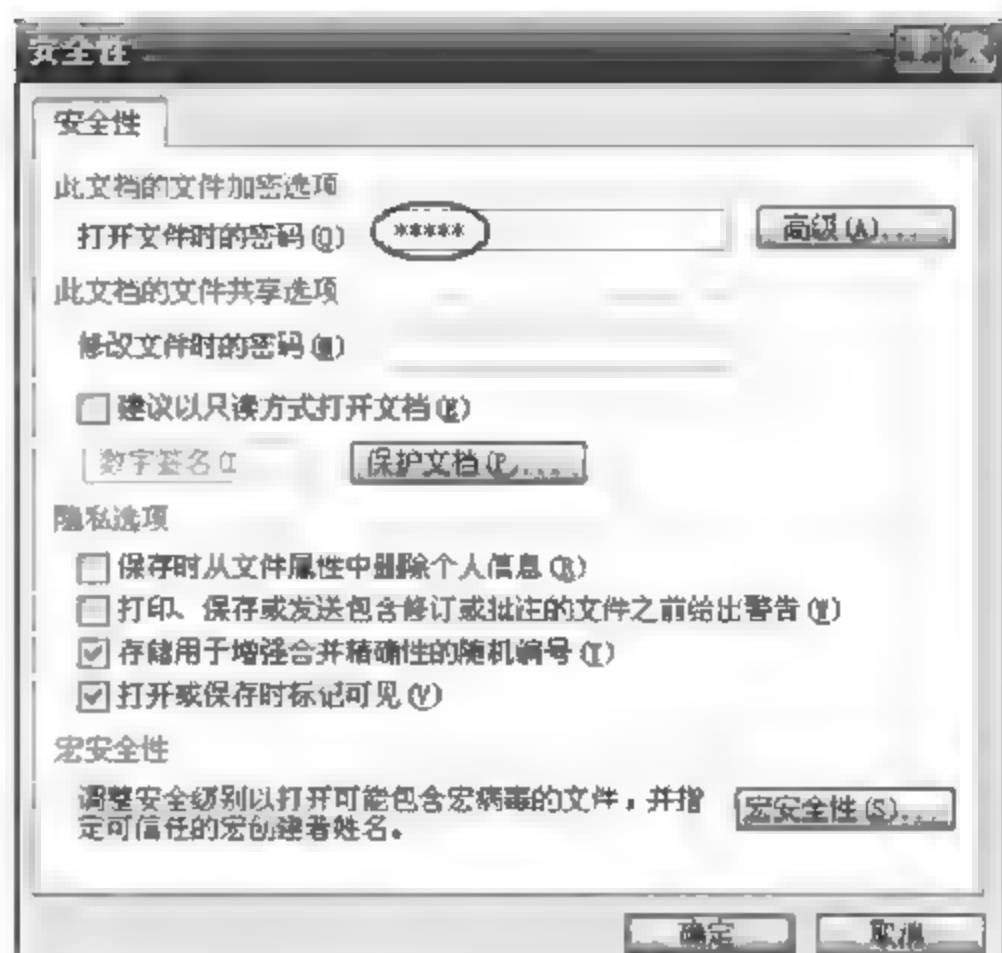 安全性
安全性
此文档的文件加密选项
打开文件时的密码(O) ***** 高级(A)...
此文档的文件共享选项
修改文件时的密码(M)
建议以只读方式打开文档(E)
数字签名(I 保护文档(P...
隐私选项
保存时从文件属性中删除个人信息(R)
打印、保存或发送包含修订或批注的文件之前给出警告(W)
存储用于增强合并精确性的随机编号(T)
打开或保存时标记可见(V)
宏安全性
调整安全级别以打开可能包含宏病毒的文件，并指 宏安全性(S)...
定可信任的宏创建者姓名。
确定 取消